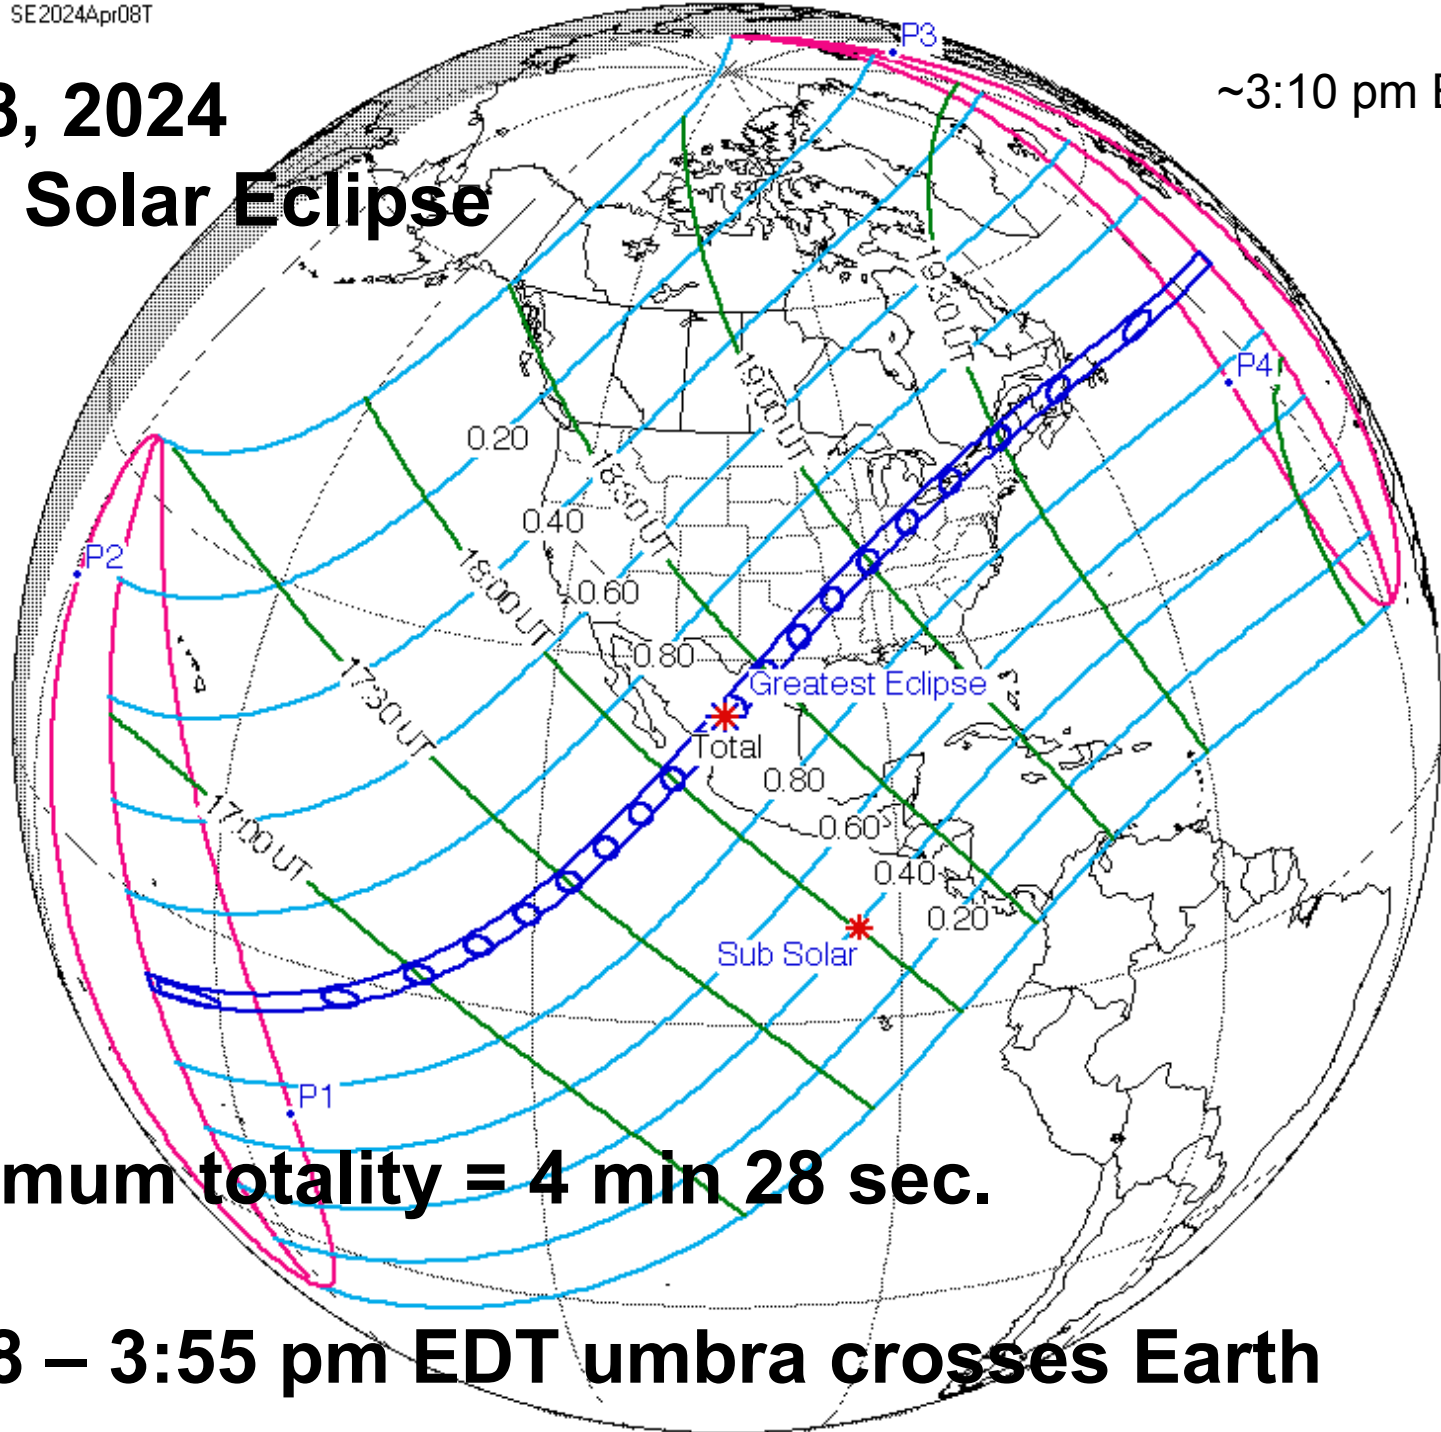 SE2024Apr08T
P3
~3:10 pm E
8, 2024
Solar Eclipse
19:30 UT
P4
19:00 UT
0.20
18:30 UT
0.40
P2
18:00 UT
0.60
0.80
17:30 UT
Greatest Eclipse
Total
0.80
17:00 UT
0.60
0.40
0.20
Sub Solar
P1
mum totality = 4 min 28 sec.
8 – 3:55 pm EDT umbra crosses Earth